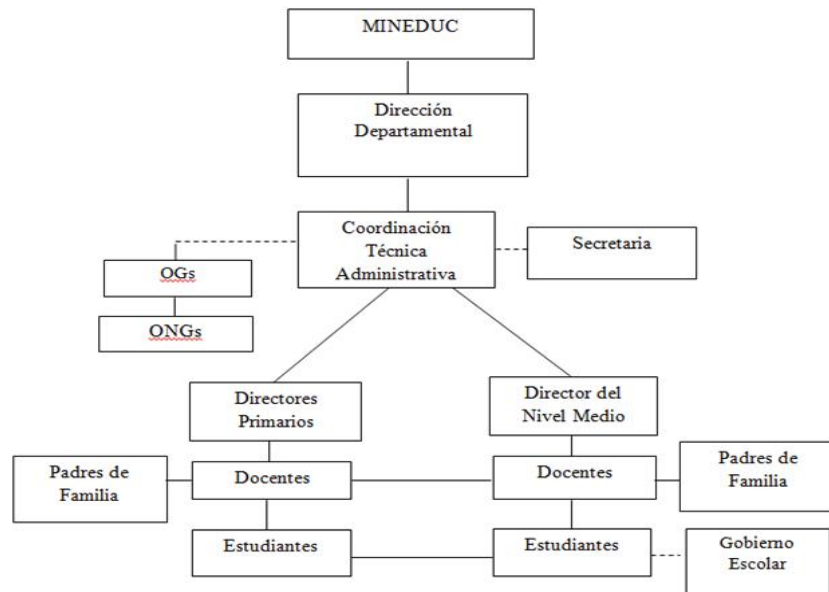 MINEDUC
Dirección
Departamental
Coordinación
Técnica
Administrativa
Secretaria
OGs
ONGs
Directores
Primarios
Director del
Nivel Medio
Padres de
Familia
Docentes
Docentes
Padres de
Familia
Estudiantes
Estudiantes
Gobierno
Escolar